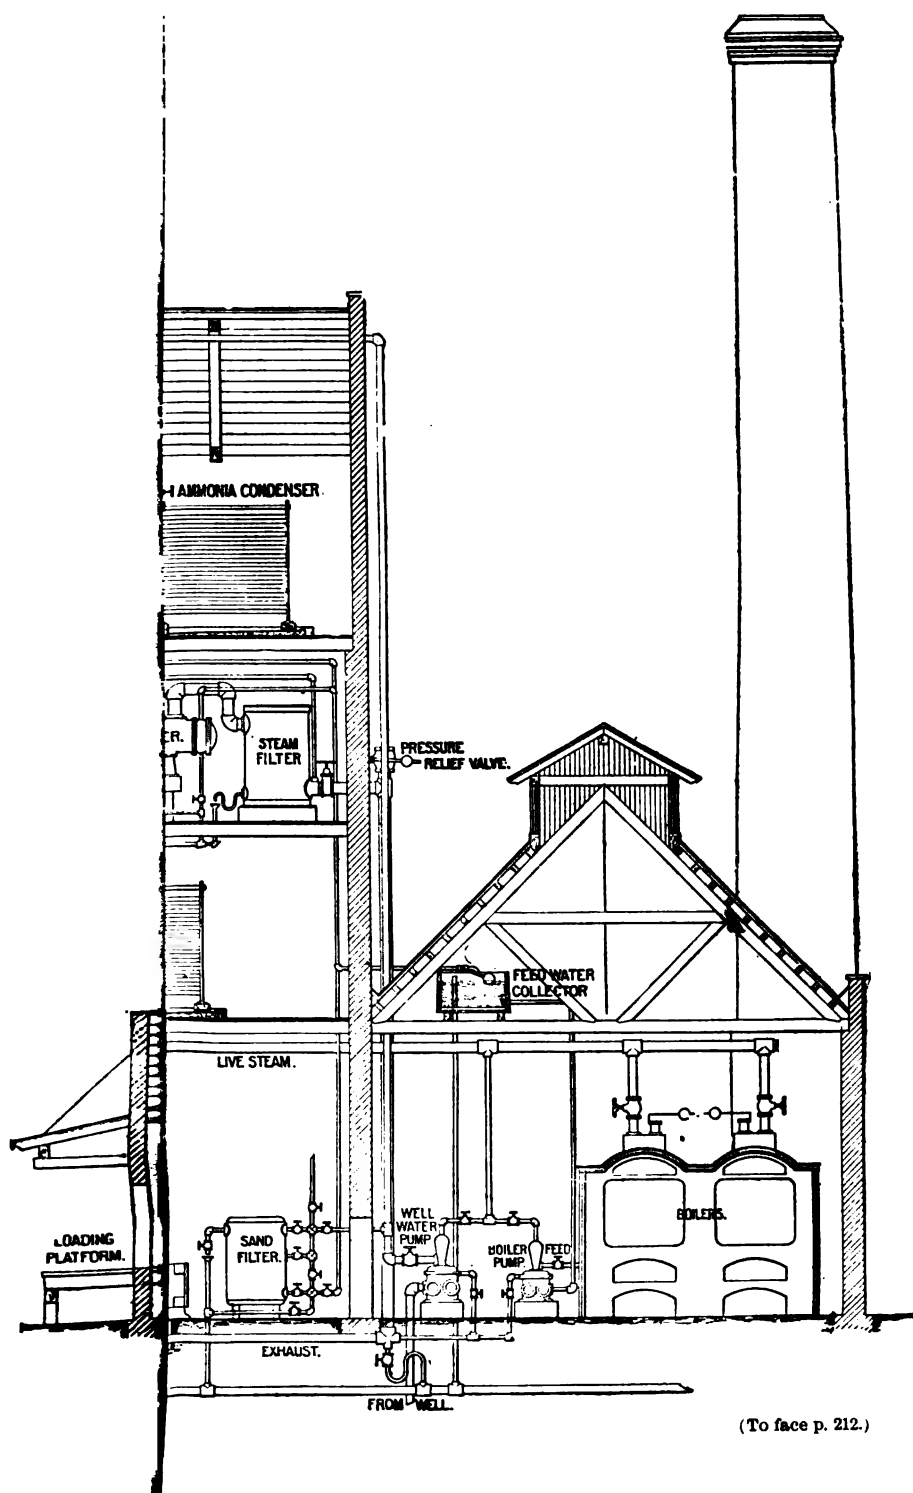 AMMONIA CONDENSER.
ER.
STEAM
FILTER
PRESSURE
RELIEF VALVE.
FEED WATER
COLLECTOR
LIVE STEAM.
LOADING
PLATFORM.
SAND
FILTER.
WELL
WATER
PUMP
BOILER FEED
PUMP.
BOILERS.
EXHAUST.
FROM WELL.
(To face p. 212.)